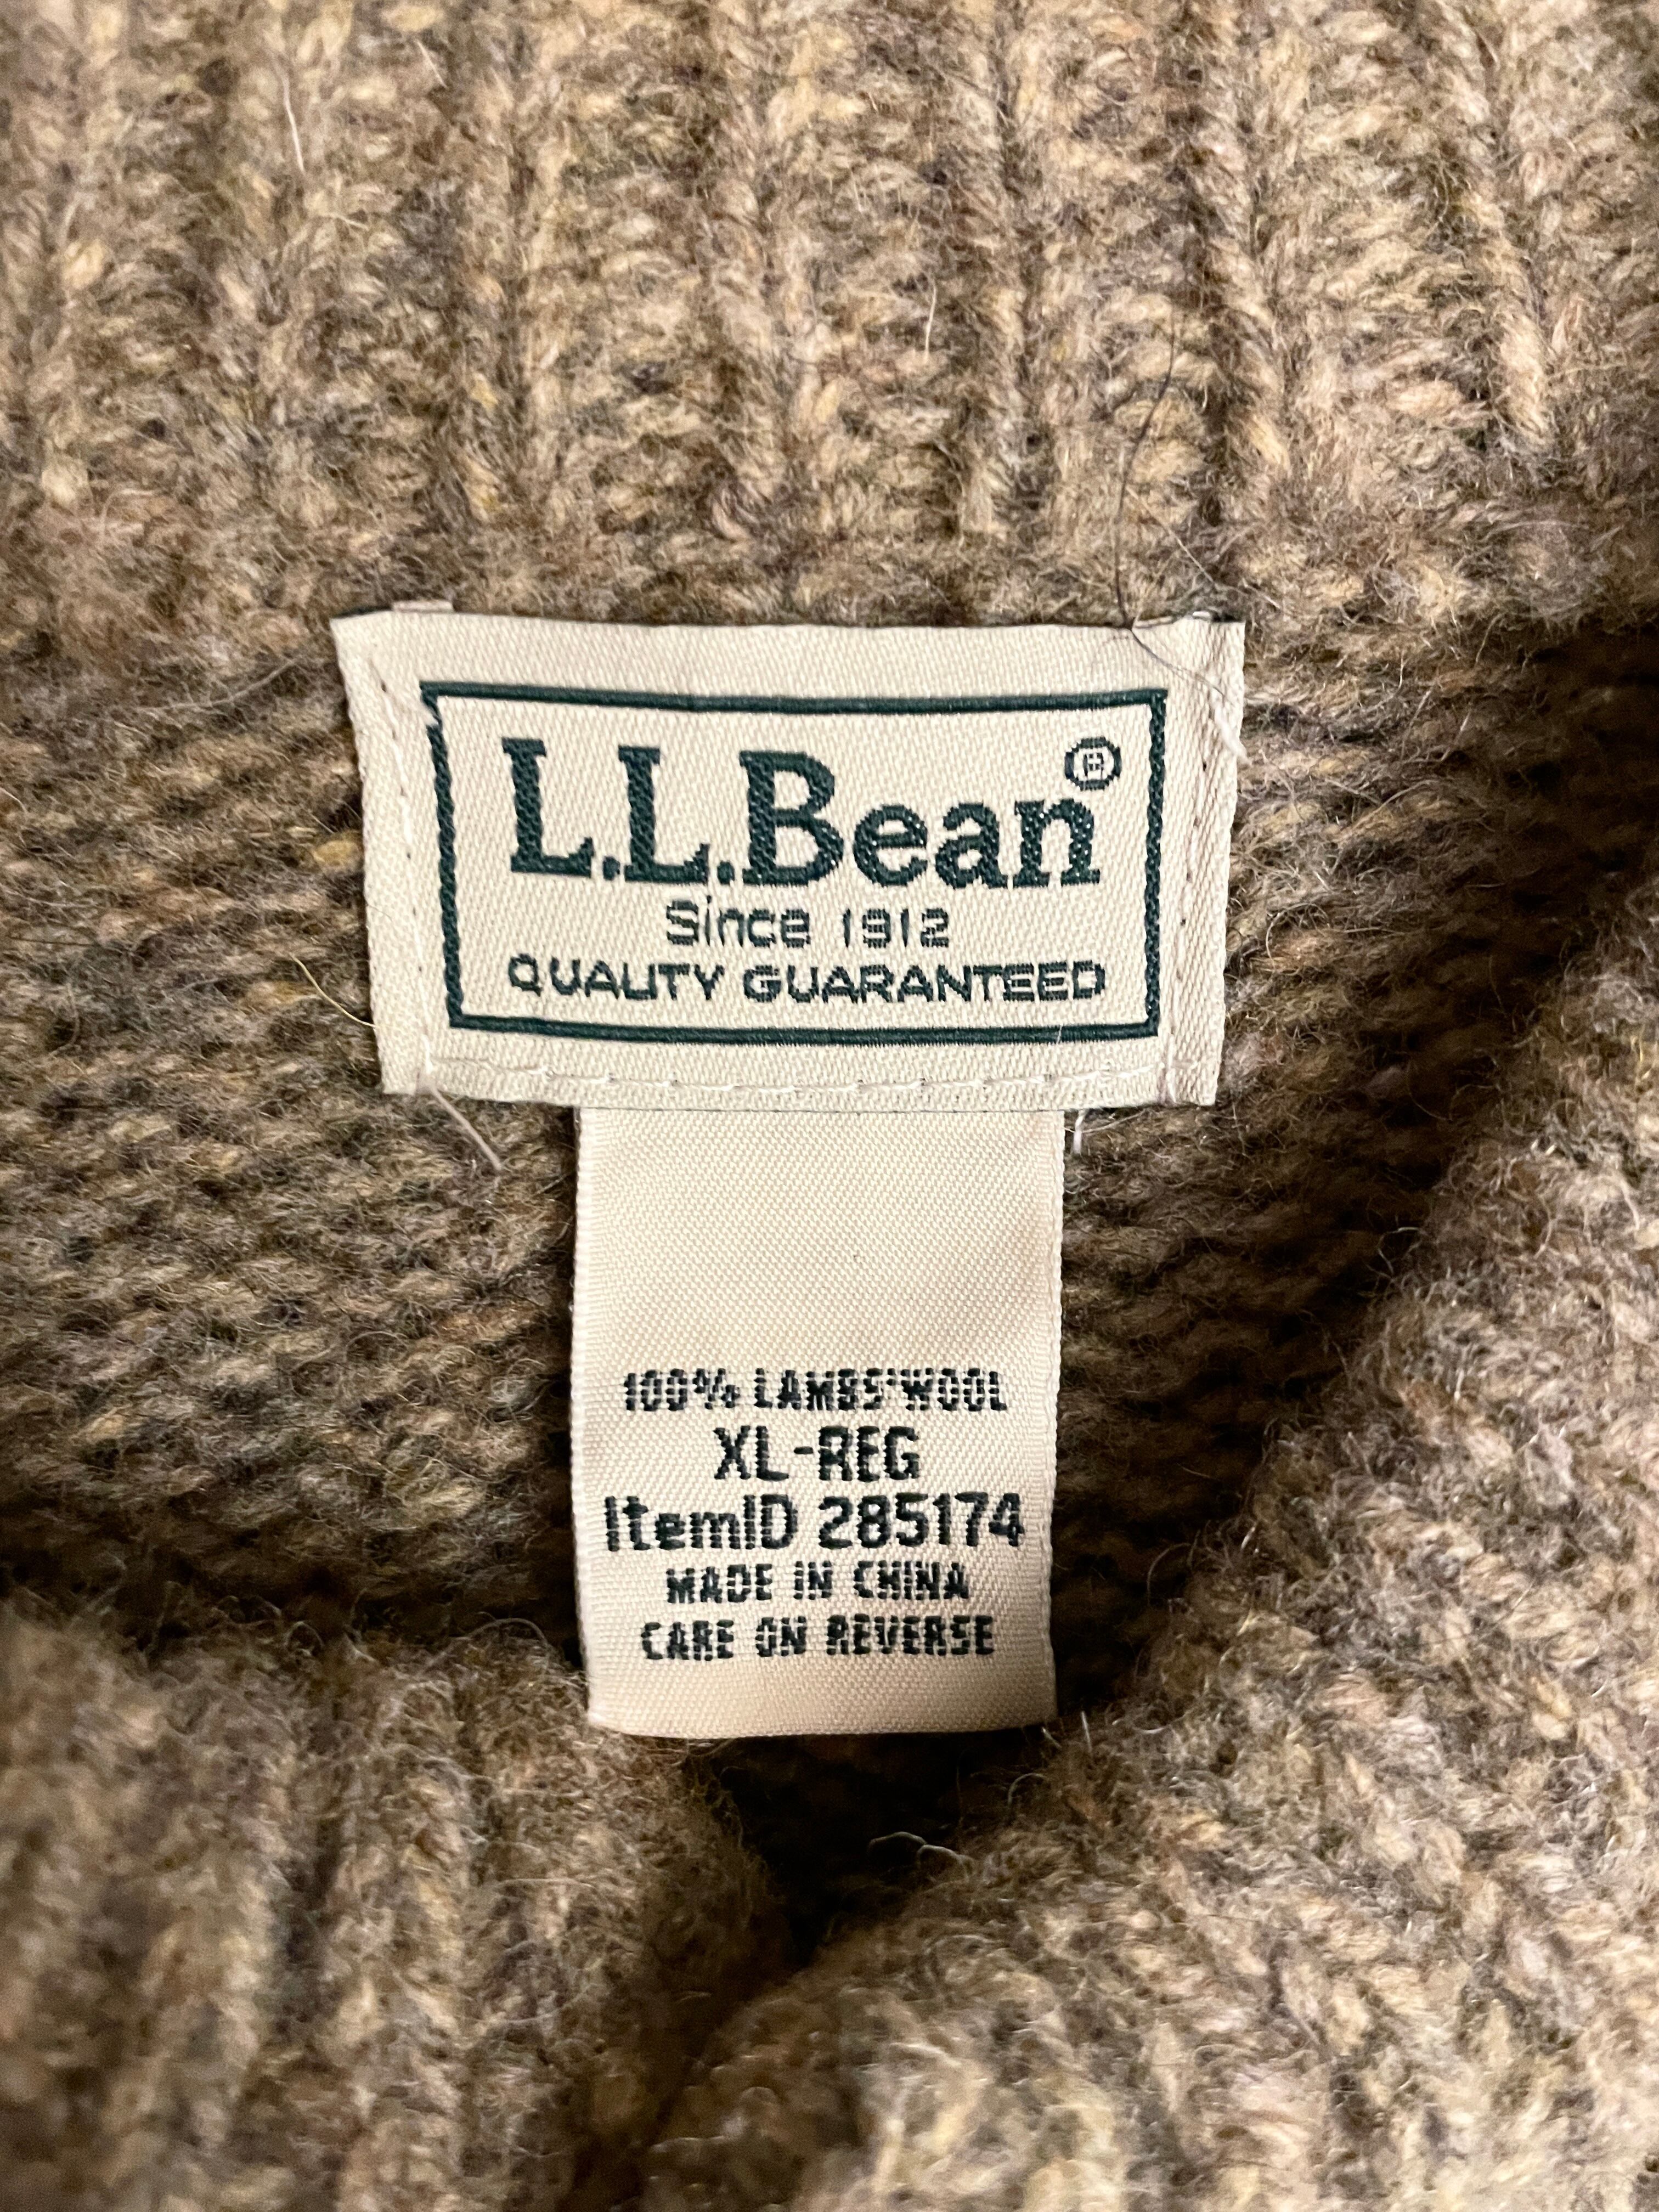 L.L.Bean®
Since 1912
QUALITY GUARANTEED
100% LAMBS'WOOL
XL-REG
ItemID 285174
MADE IN CHINA
CARE ON REVERSE